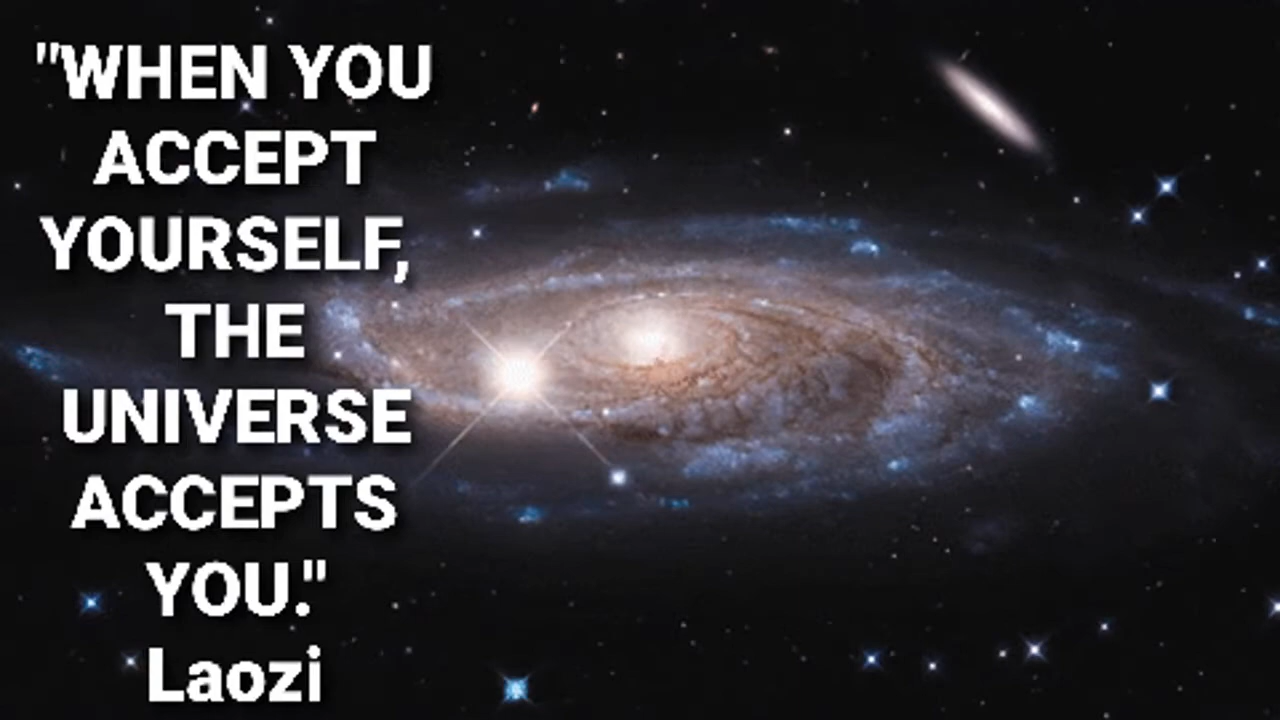 "WHEN YOU
ACCEPT
YOURSELF,
THE
UNIVERSE
ACCEPTS
YOU."
Laozi